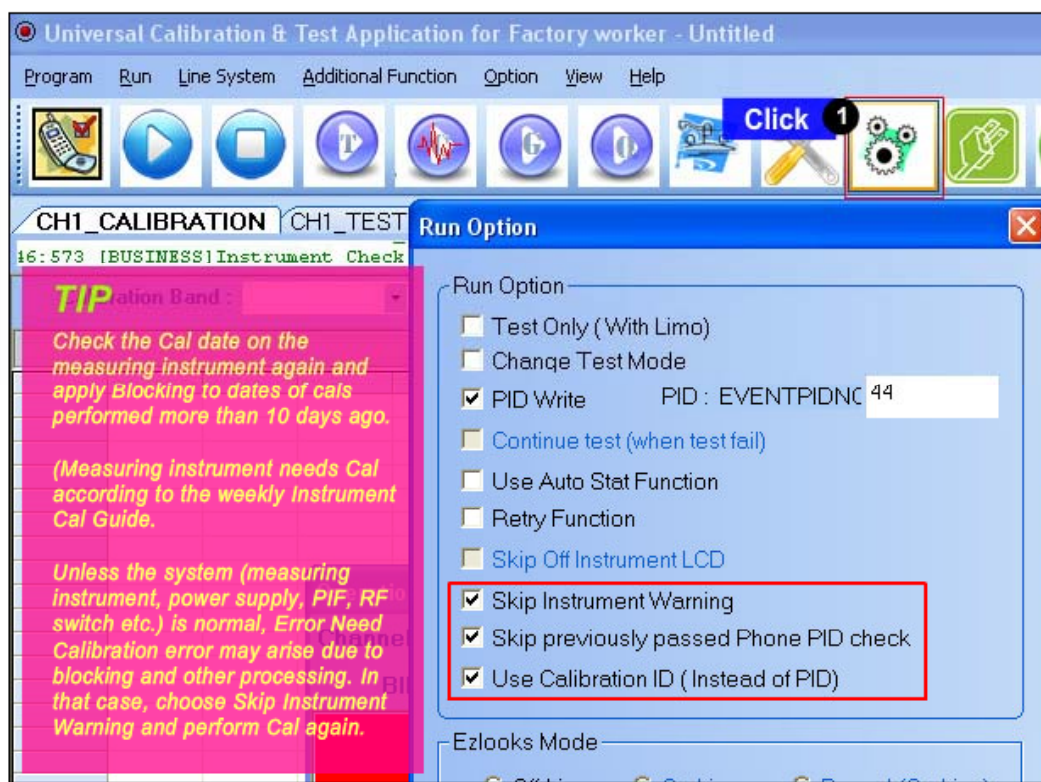 Universal Calibration & Test Application for Factory worker - Untitled
Program Run Line System Additional Function Option View Help
Click 1
CH1_CALIBRATION CH1_TEST
46:573 [BUSINESS]Instrument Check
TIP
ration Band :
Check the Cal date on the
measuring instrument again and
apply Blocking to dates of cals
performed more than 10 days ago.
(Measuring instrument needs Cal
according to the weekly Instrument
Cal Guide.
Unless the system (measuring
instrument, power supply, PIF, RF
switch etc.) is normal, Error Need
Calibration error may arise due to
blocking and other processing. In
that case, choose Skip Instrument
Warning and perform Cal again.
Channel
Run Option
Run Option
Test Only (With Limo)
Change Test Mode
PID Write PID : EVENTPIDNC 44
Continue test (when test fail)
Use Auto Stat Function
Retry Function
Skip Off Instrument LCD
Skip Instrument Warning
Skip previously passed Phone PID check
Use Calibration ID (Instead of PID)
Ezlooks Mode